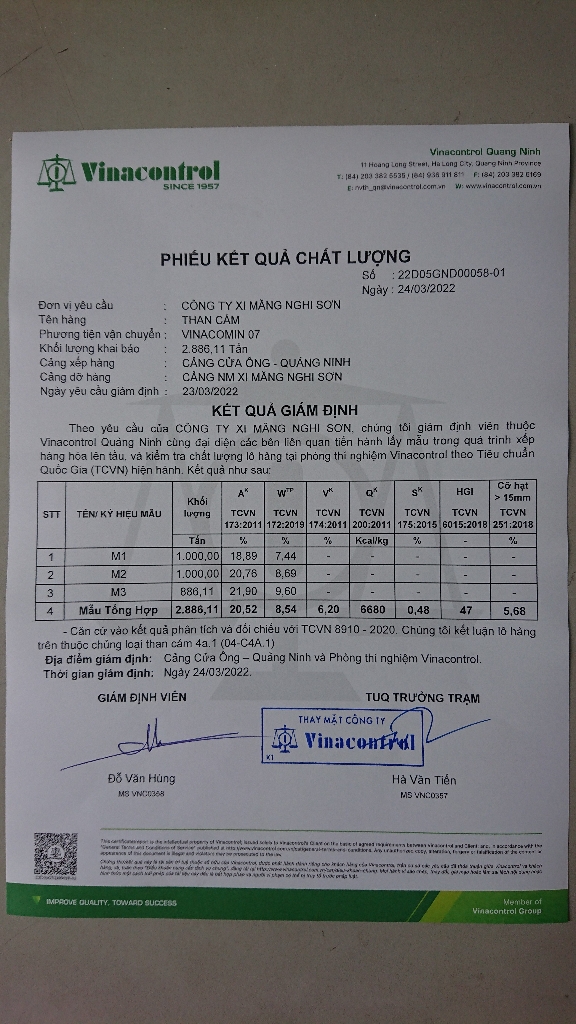 Vinacontrol
SINCE 1957
Vinacontrol Quang Ninh
11 Hoang Long Street, Ha Long City, Quang Ninh Province
W: www.vinacontrol.com.vn
PHIẾU KẾT QUẢ CHẤT LƯỢNG
Số : 22D05GND00058-01
Ngày : 24/03/2022
Đơn vị yêu cầu : CÔNG TY XI MĂNG NGHI SƠN
Tên hàng : THAN CÁM
Phương tiện vận chuyển : VINACOMIN 07
Khối lượng khai báo : 2.886,11 Tấn
Cảng xếp hàng : CẢNG CỬA ÔNG - QUẢNG NINH
Cảng dỡ hàng : CẢNG NM XI MĂNG NGHI SƠN
Ngày yêu cầu giám định : 23/03/2022
KẾT QUẢ GIÁM ĐỊNH
Theo yêu cầu của CÔNG TY XI MĂNG NGHI SƠN, chúng tôi giám định viên thuộc
Vinacontrol Quảng Ninh cùng đại diện các bên liên quan tiến hành lấy mẫu trong quá trình xếp
hàng hóa lên tàu, và kiểm tra chất lượng lô hàng tại phòng thí nghiệm Vinacontrol theo Tiêu chuẩn
Quốc Gia (TCVN) hiện hành. Kết quả như sau:
STT TÊN/ KÝ HIỆU MẪU Khối lượng A^K W^TP V^K Q^K S^K HGI Cỡ hạt > 15mm
TCVN 173:2011 TCVN 172:2019 TCVN 174:2011 TCVN 200:2011 TCVN 175:2015 TCVN 6015:2018 TCVN 251:2018
Tấn % % % Kcal/kg % - %
1 M1 1.000,00 18,89 7,44 - - - - -
2 M2 1.000,00 20,76 8,69 - - - - -
3 M3 886,11 21,90 9,60 - - - - -
4 Mẫu Tổng Hợp 2.886,11 20,52 8,54 6,20 6680 0,48 47 5,68
- Căn cứ vào kết quả phân tích và đối chiếu với TCVN 8910 - 2020. Chúng tôi kết luận lô hàng
trên thuộc chủng loại than cám 4a.1 (04-C4A.1)
Địa điểm giám định: Cảng Cửa Ông – Quảng Ninh và Phòng thí nghiệm Vinacontrol.
Thời gian giám định: Ngày 24/03/2022.
GIÁM ĐỊNH VIÊN
TUQ TRƯỞNG TRẠM
THAY MẶT CÔNG TY
Vinacontrol
X1
Đỗ Văn Hùng
MS VNC0368
Hà Văn Tiến
MS VNC0357
IMPROVE QUALITY. TOWARD SUCCESS
Member of
Vinacontrol Group